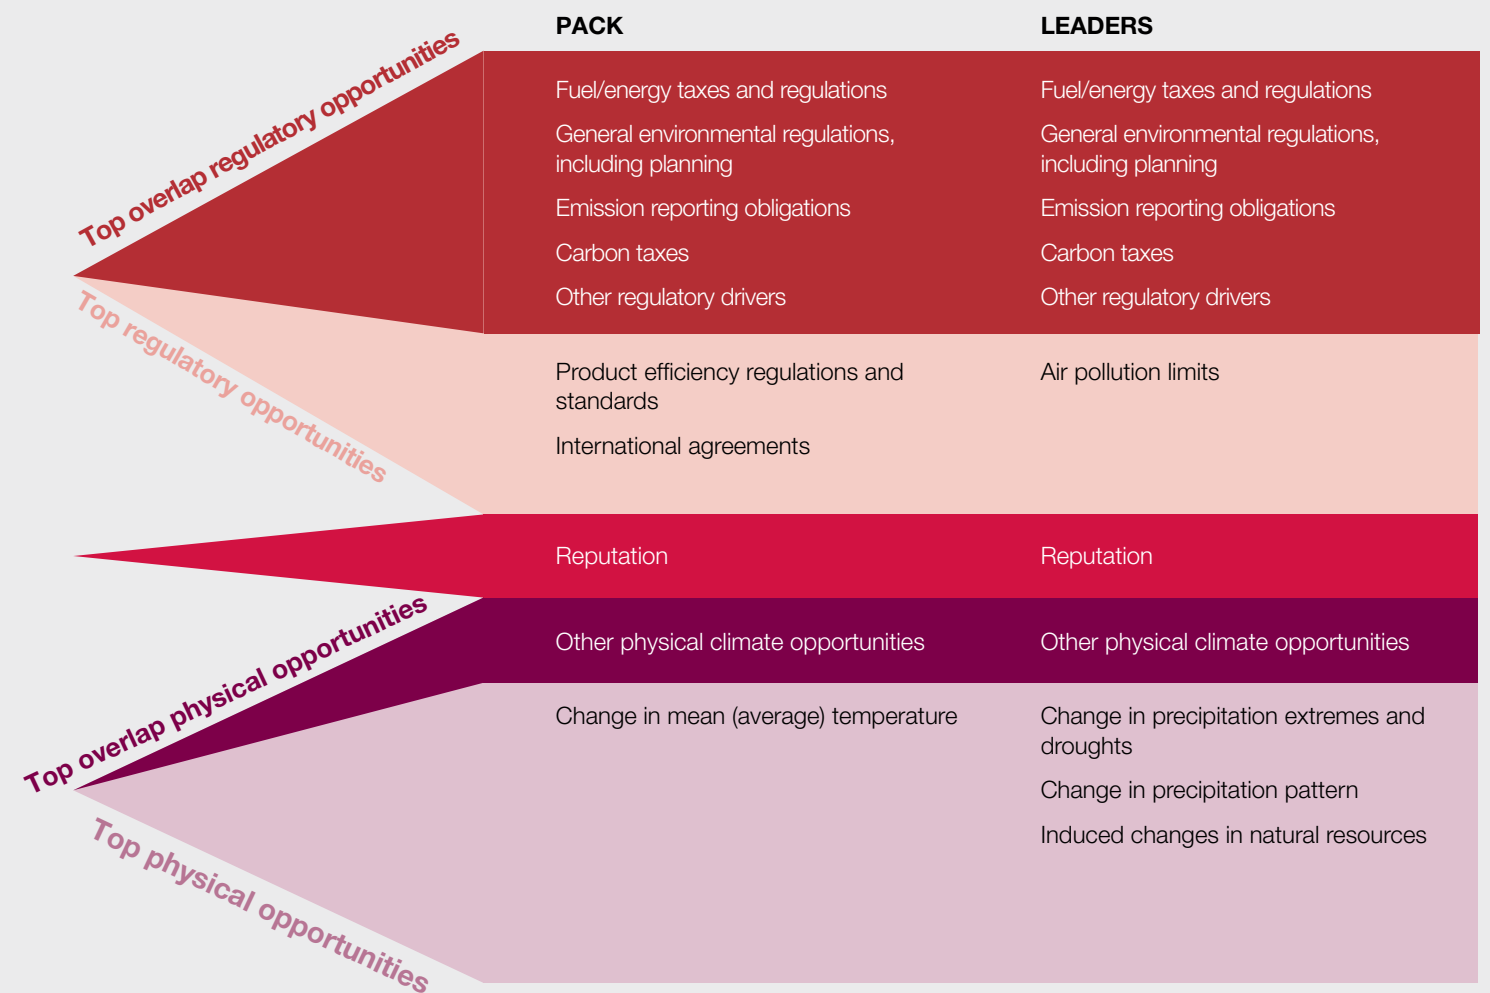 PACK
LEADERS
Top overlap regulatory opportunities
Fuel/energy taxes and regulations
Fuel/energy taxes and regulations
General environmental regulations,
including planning
General environmental regulations,
including planning
Emission reporting obligations
Emission reporting obligations
Carbon taxes
Carbon taxes
Other regulatory drivers
Other regulatory drivers
Top regulatory opportunities
Product efficiency regulations and
standards
Air pollution limits
International agreements
Reputation
Reputation
Top overlap physical opportunities
Other physical climate opportunities
Other physical climate opportunities
Top physical opportunities
Change in mean (average) temperature
Change in precipitation extremes and
droughts
Change in precipitation pattern
Induced changes in natural resources